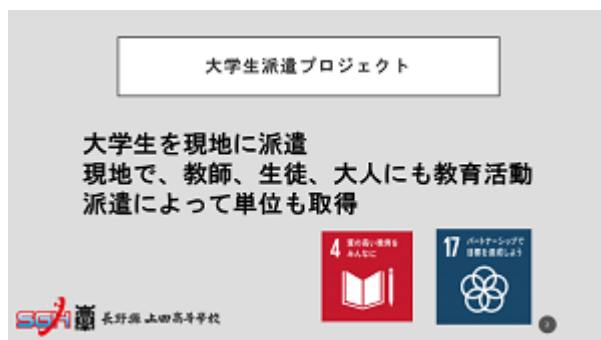 大学生派遣プロジェクト
大学生を現地に派遣
現地で、教師、生徒、大人にも教育活動
派遣によって単位も取得
4 質の高い教育を
みんなに
17 パートナーシップで
目標を達成しよう
SGH 長野県上田高等学校